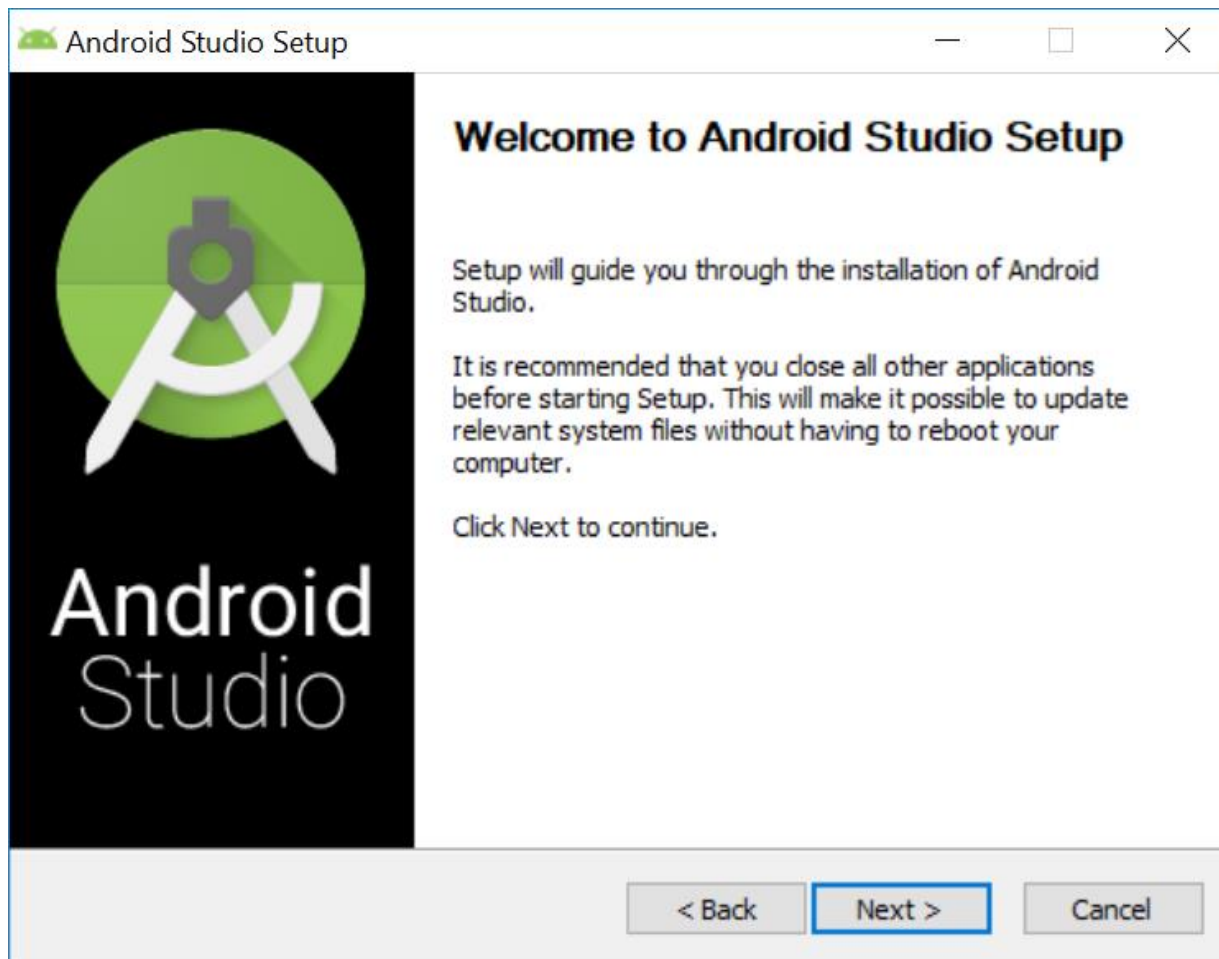 Android Studio Setup
Welcome to Android Studio Setup
Setup will guide you through the installation of Android
Studio.
It is recommended that you close all other applications
before starting Setup. This will make it possible to update
relevant system files without having to reboot your
computer.
Click Next to continue.
Android
Studio
< Back
Next >
Cancel